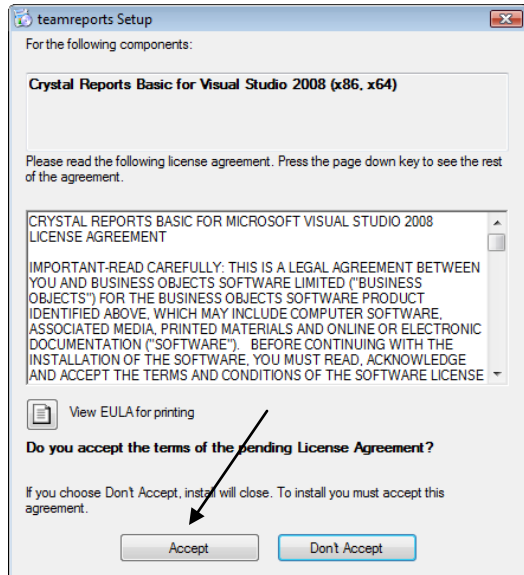 teamreports Setup
For the following components:
Crystal Reports Basic for Visual Studio 2008 (x86, x64)
Please read the following license agreement. Press the page down key to see the rest
of the agreement.
CRYSTAL REPORTS BASIC FOR MICROSOFT VISUAL STUDIO 2008
LICENSE AGREEMENT
IMPORTANT-READ CAREFULLY: THIS IS A LEGAL AGREEMENT BETWEEN
YOU AND BUSINESS OBJECTS SOFTWARE LIMITED ("BUSINESS
OBJECTS") FOR THE BUSINESS OBJECTS SOFTWARE PRODUCT
IDENTIFIED ABOVE, WHICH MAY INCLUDE COMPUTER SOFTWARE,
ASSOCIATED MEDIA, PRINTED MATERIALS AND ONLINE OR ELECTRONIC
DOCUMENTATION ("SOFTWARE").  BEFORE CONTINUING WITH THE
INSTALLATION OF THE SOFTWARE, YOU MUST READ, ACKNOWLEDGE
AND ACCEPT THE TERMS AND CONDITIONS OF THE SOFTWARE LICENSE
View EULA for printing
Do you accept the terms of the pending License Agreement?
If you choose Don't Accept, install will close. To install you must accept this
agreement.
Accept
Don't Accept